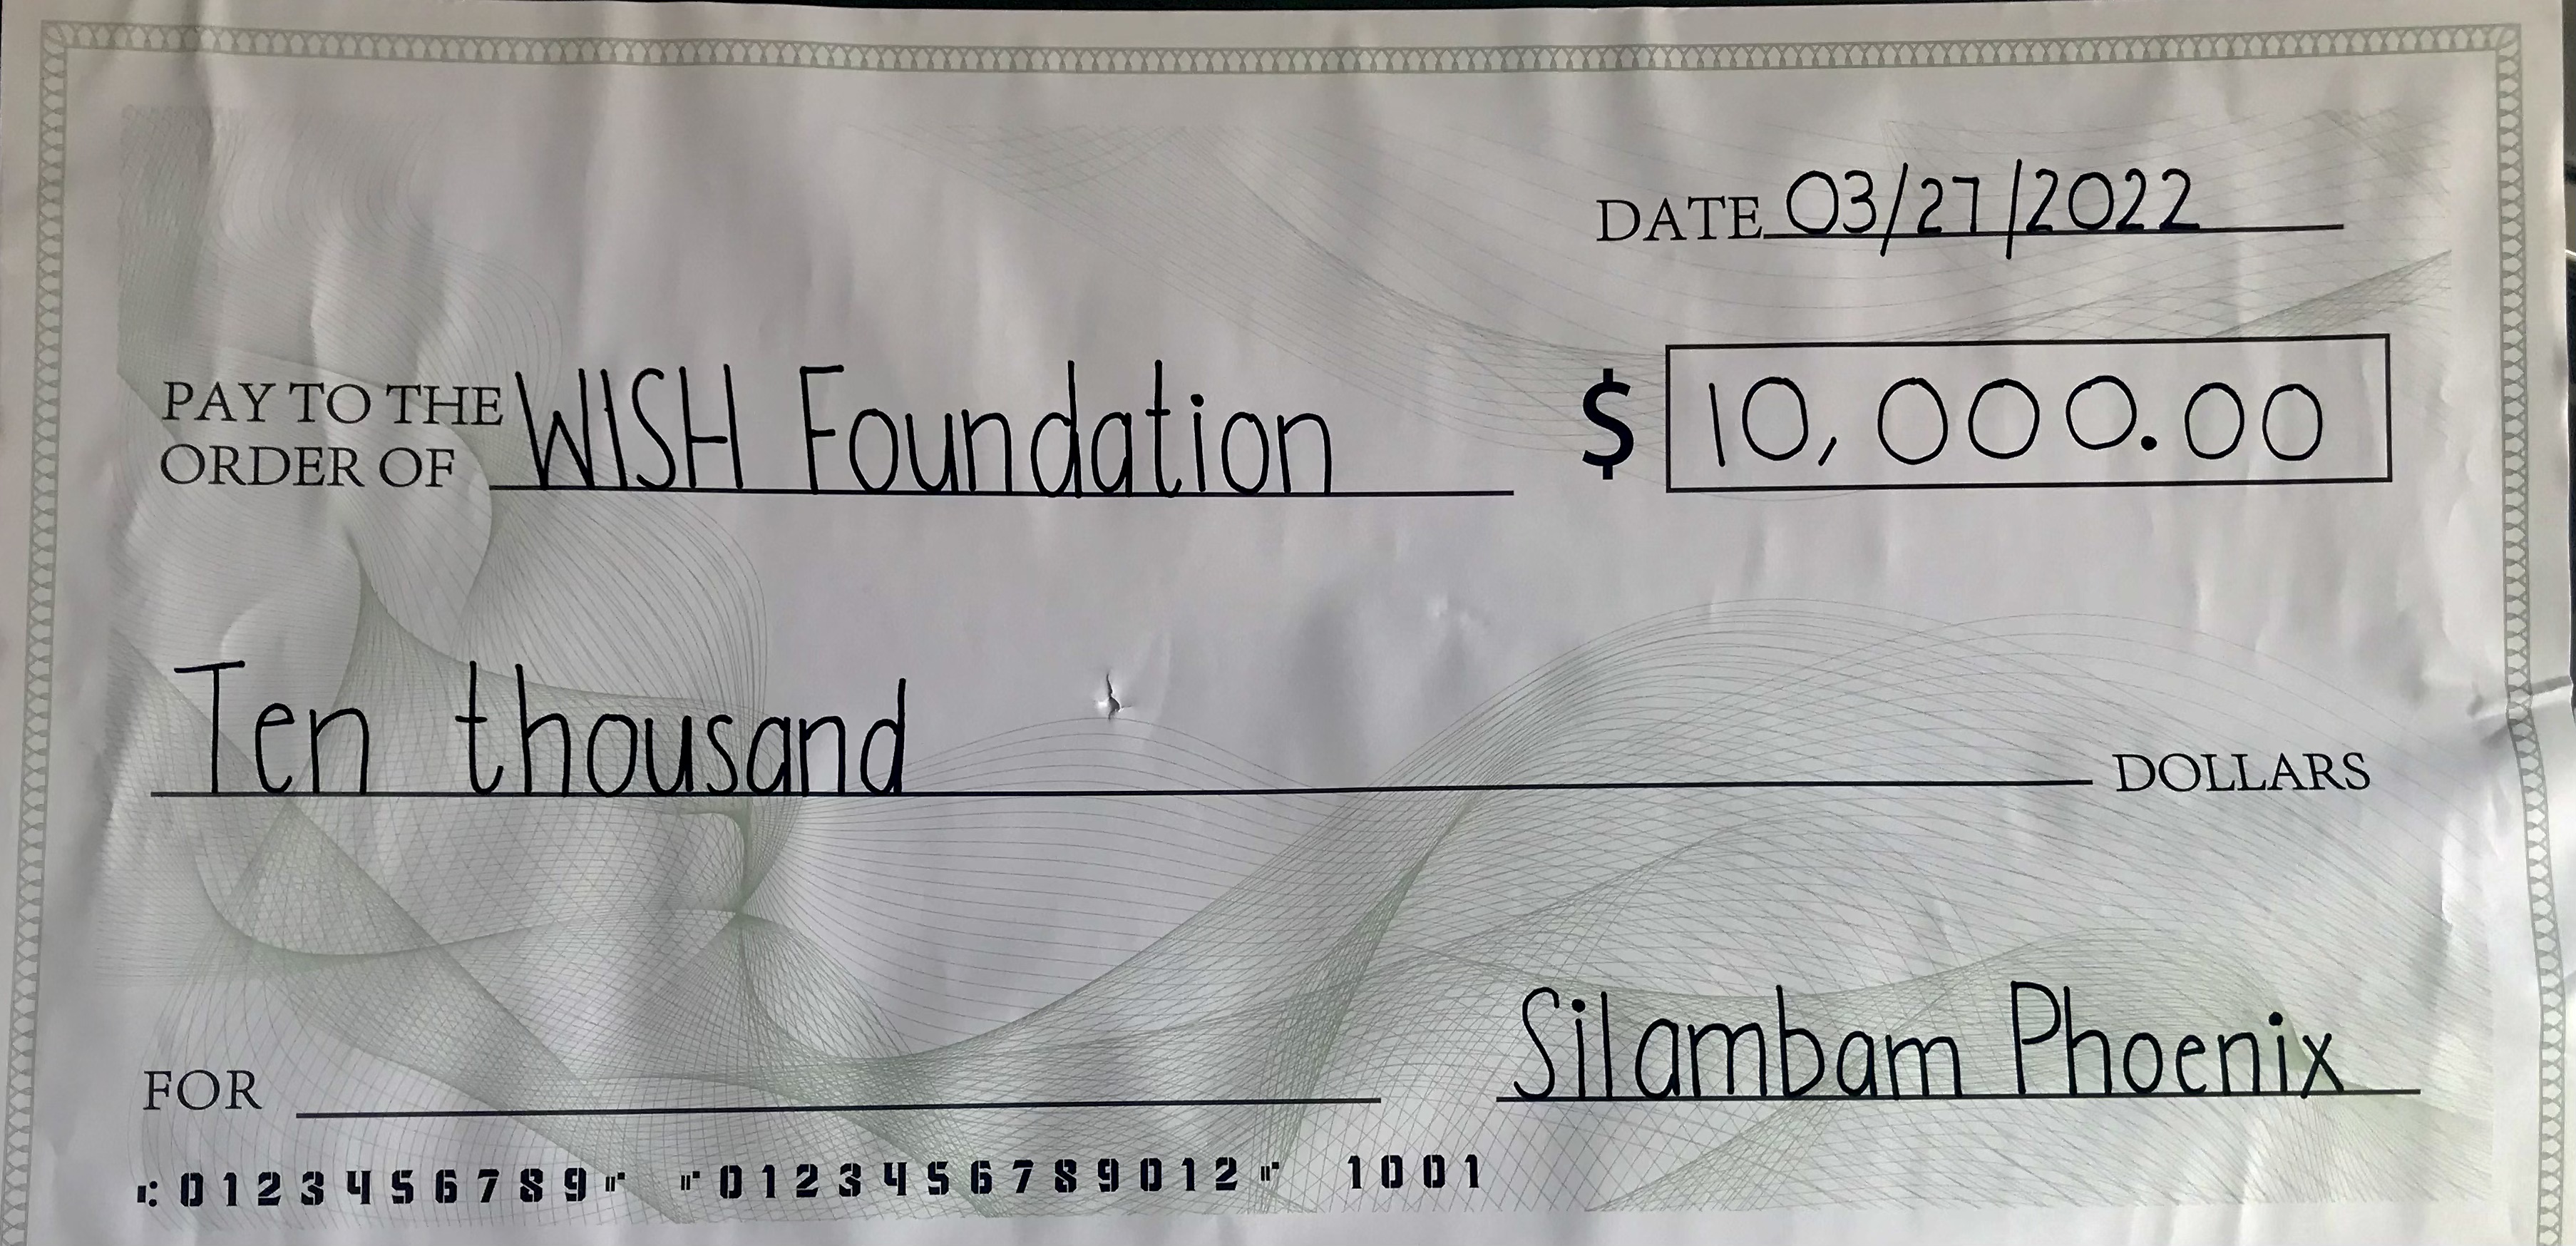 DATE 03/27/2022
PAY TO THE
ORDER OF WISH Foundation $ 10,000.00
Ten thousand DOLLARS
FOR Silambam Phoenix
⑆0123456789⑈ ⑈0123456789012⑈ 1001